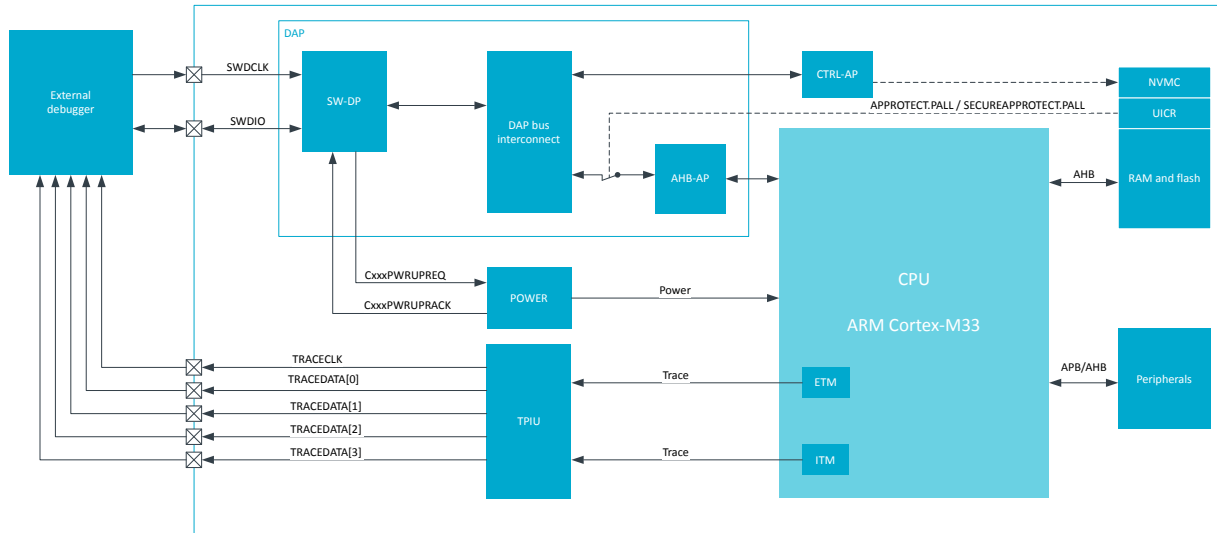 DAP
External
debugger
SWDCLK
SWDIO
SW-DP
DAP bus
interconnect
CTRL-AP
AHB-AP
NVMC
APPROTECT.PALL / SECUREAPPROTECT.PALL
UICR
AHB
RAM and flash
CxxxPWRUPREQ
CxxxPWRUPRACK
POWER
Power
CPU
ARM Cortex-M33
TRACECLK
TRACEDATA[0]
TRACEDATA[1]
TRACEDATA[2]
TRACEDATA[3]
TPIU
Trace
ETM
Trace
ITM
APB/AHB
Peripherals